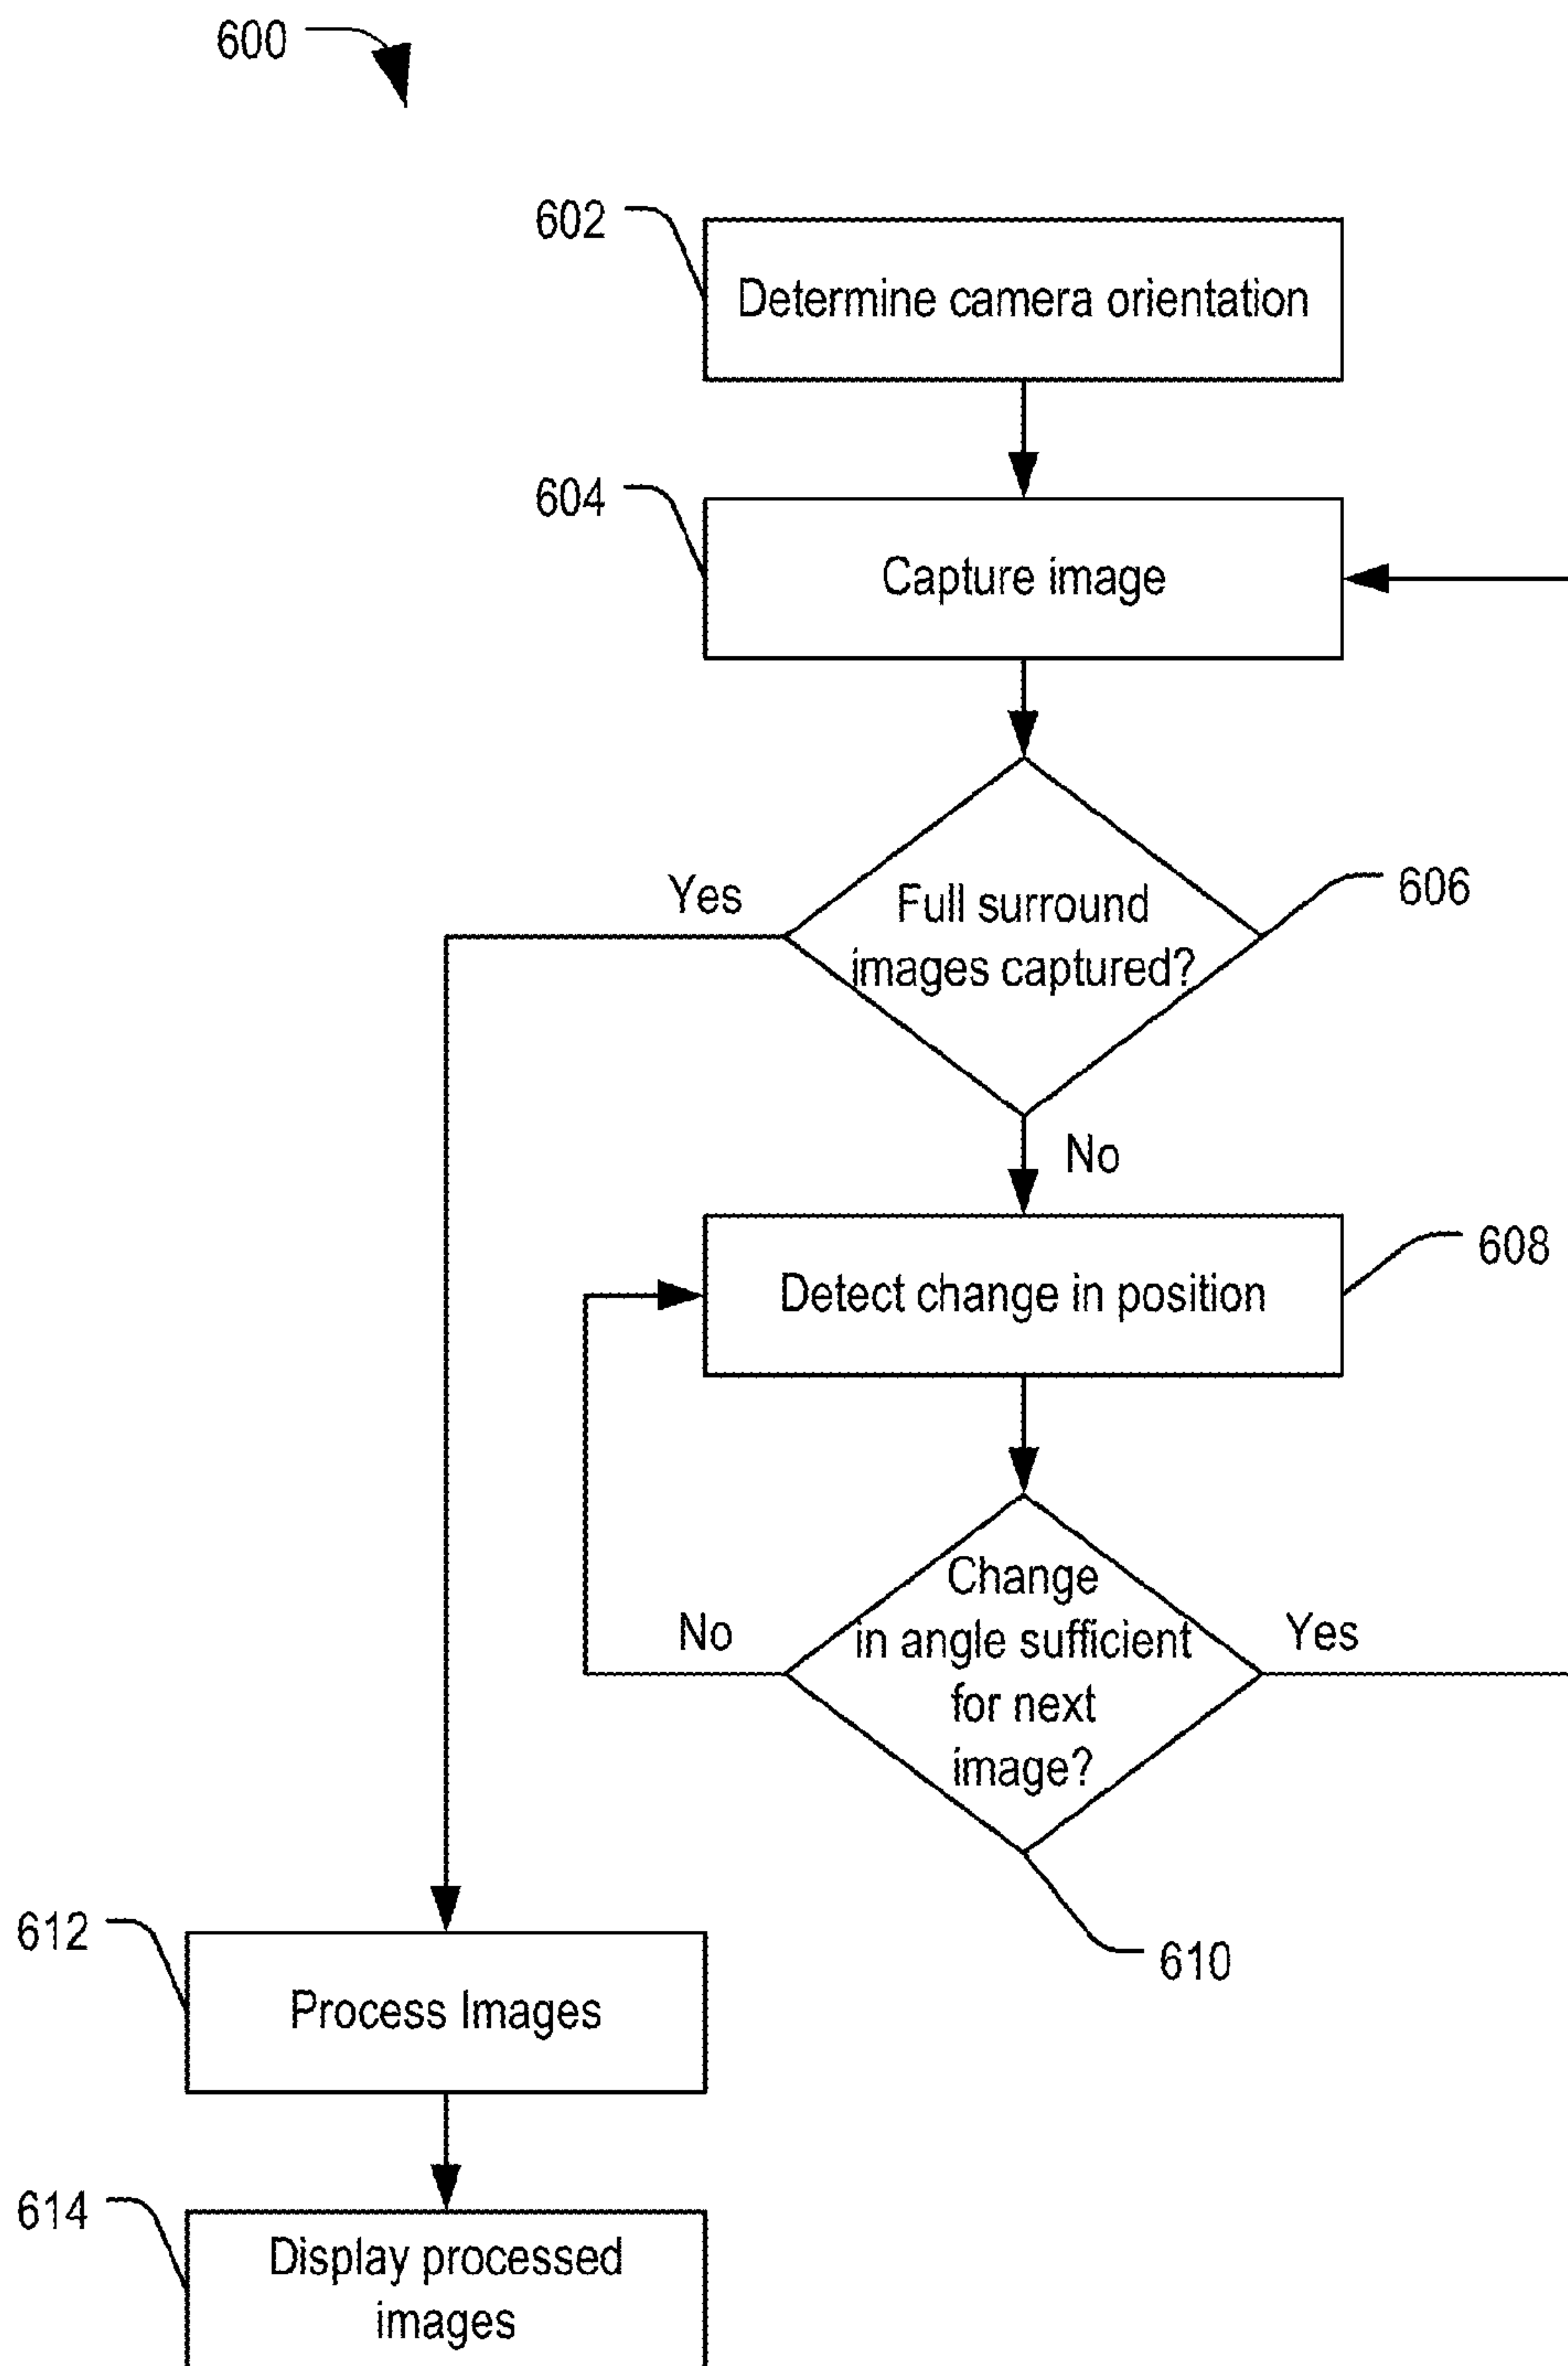 600
602
Determine camera orientation
604
Capture image
Yes
Full surround
images captured?
606
No
Detect change in position
608
No
Change
in angle sufficient
for next
image?
Yes
610
612
Process Images
614
Display processed
images